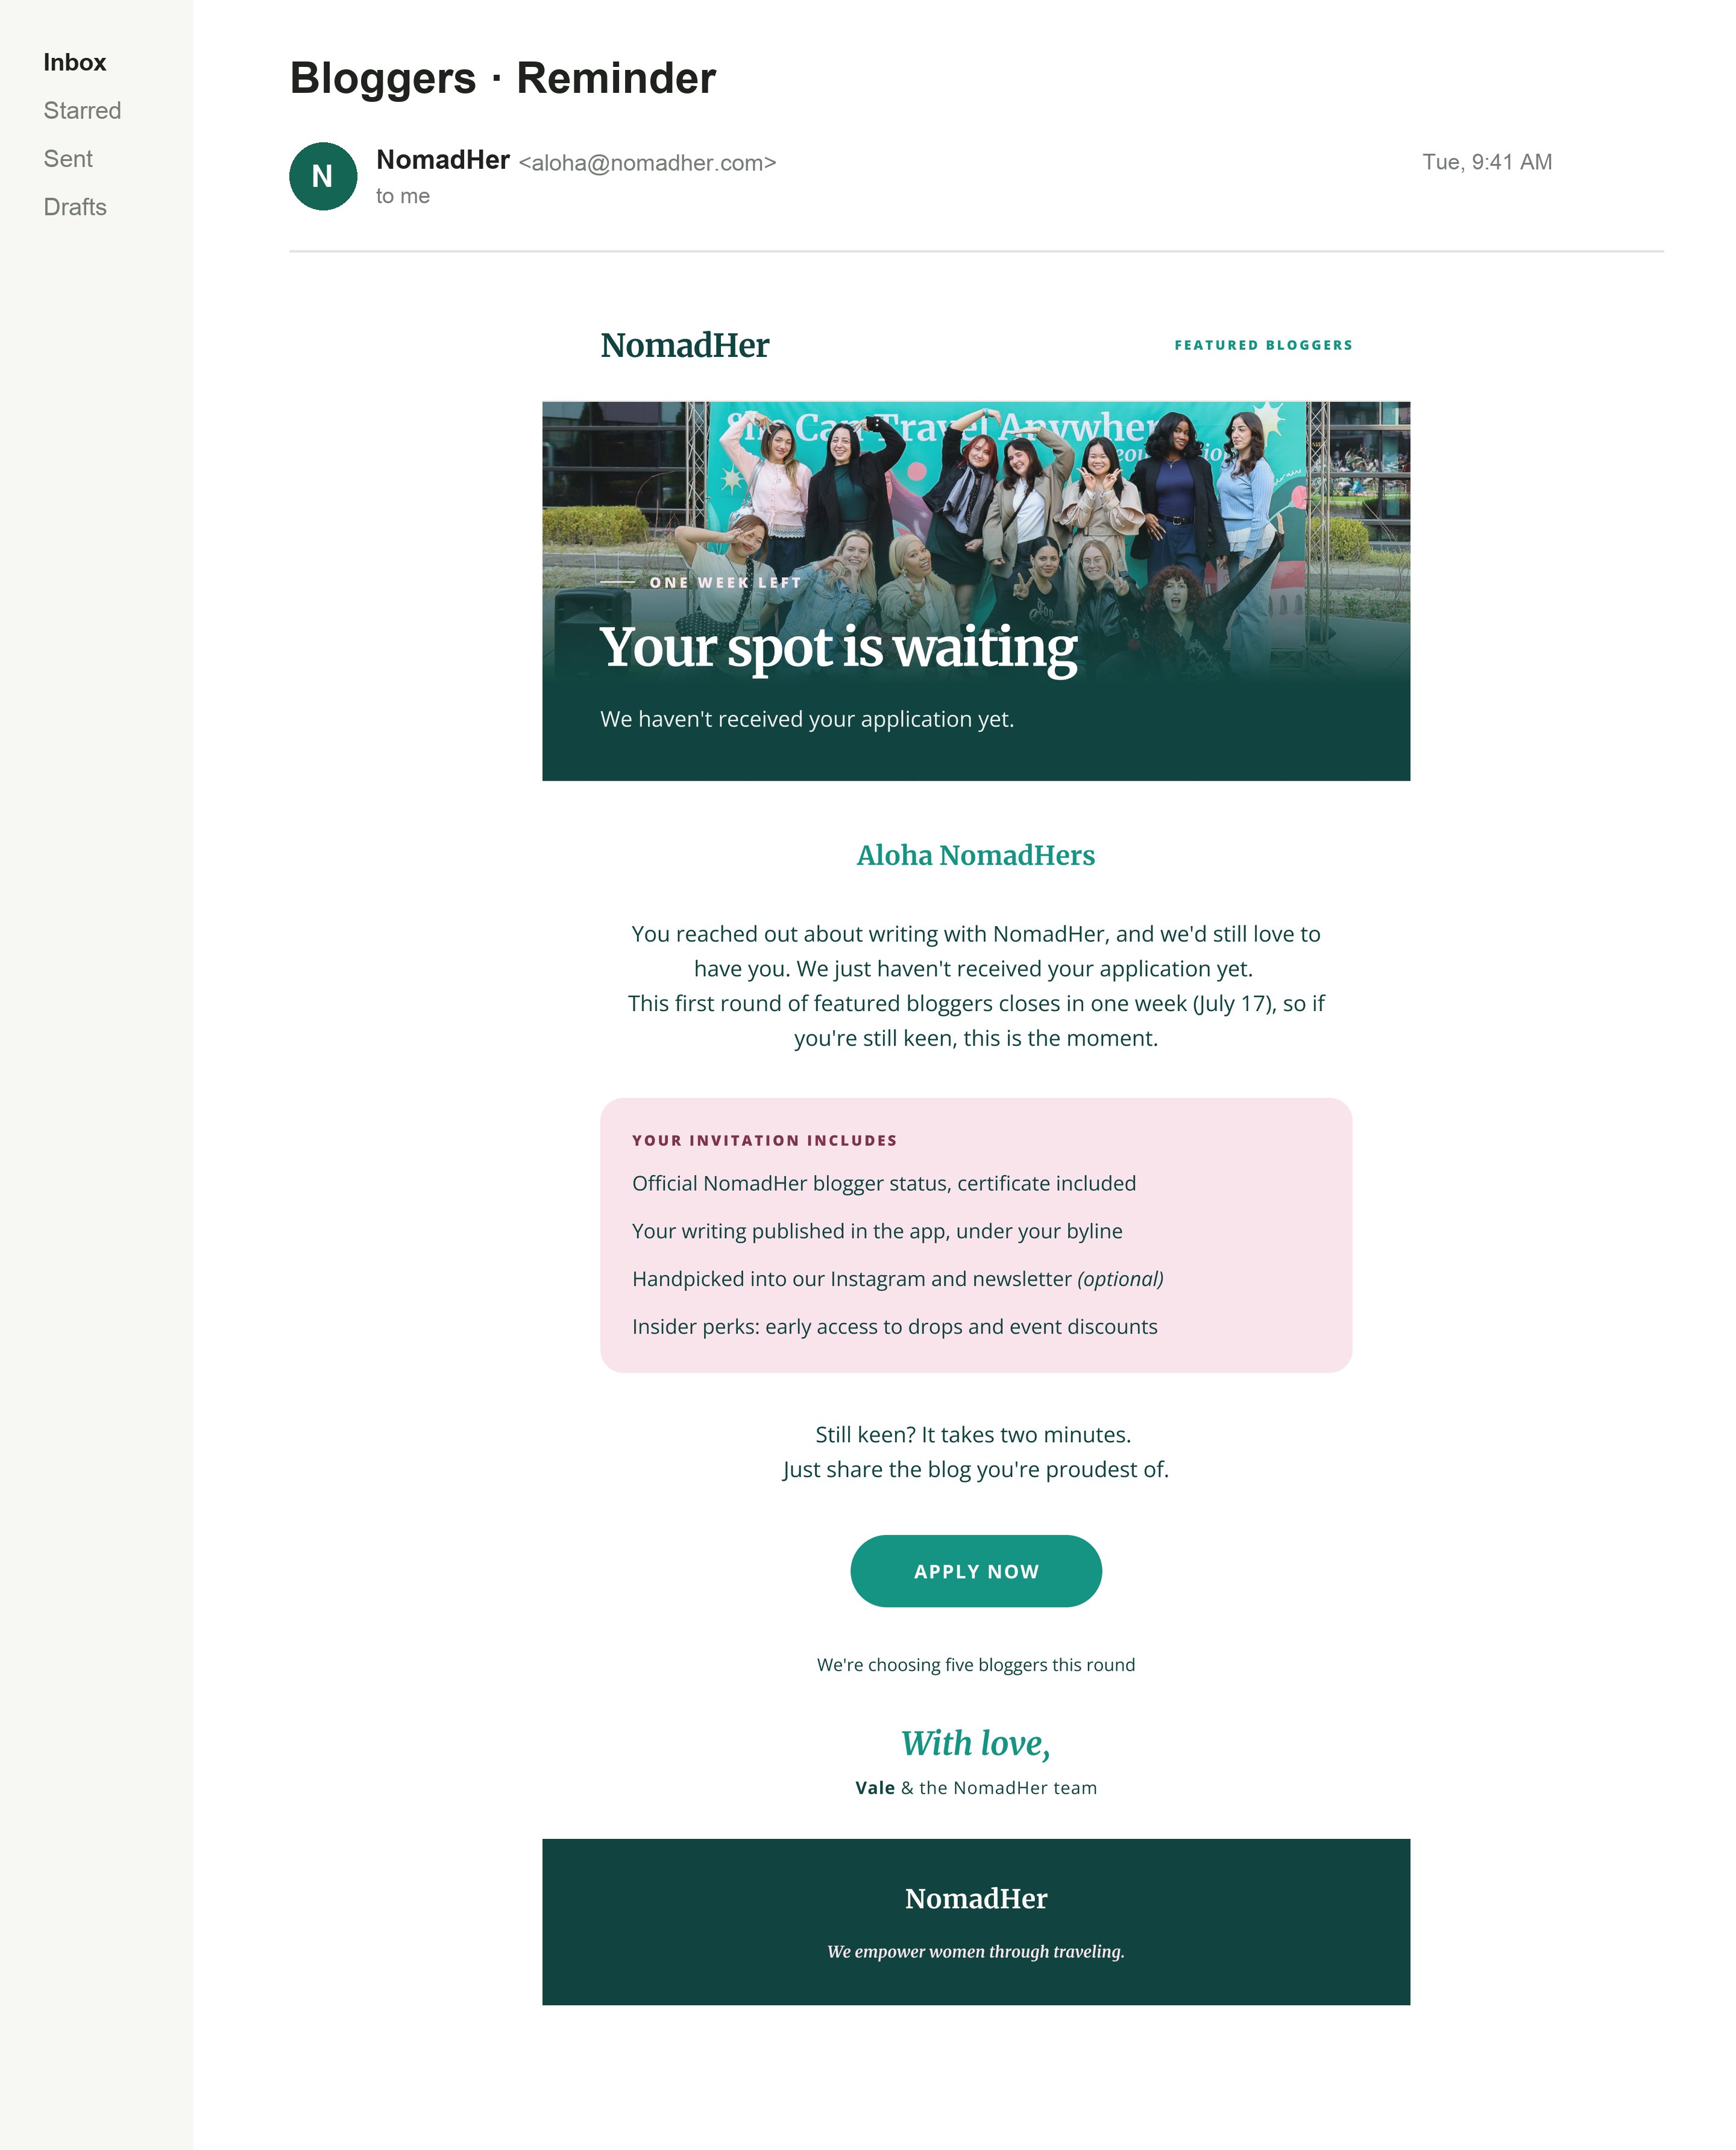 Inbox
Starred
Sent
Drafts
Bloggers · Reminder
N
NomadHer <aloha@nomadher.com>
Tue, 9:41 AM
to me
NomadHer
FEATURED BLOGGERS
She Can Travel Anywhere
ONE WEEK LEFT
Your spot is waiting
We haven't received your application yet.
Aloha NomadHers
You reached out about writing with NomadHer, and we'd still love to
have you. We just haven't received your application yet.
This first round of featured bloggers closes in one week (July 17), so if
you're still keen, this is the moment.
YOUR INVITATION INCLUDES
Official NomadHer blogger status, certificate included
Your writing published in the app, under your byline
Handpicked into our Instagram and newsletter (optional)
Insider perks: early access to drops and event discounts
Still keen? It takes two minutes.
Just share the blog you're proudest of.
APPLY NOW
We're choosing five bloggers this round
With love,
Vale & the NomadHer team
NomadHer
We empower women through traveling.